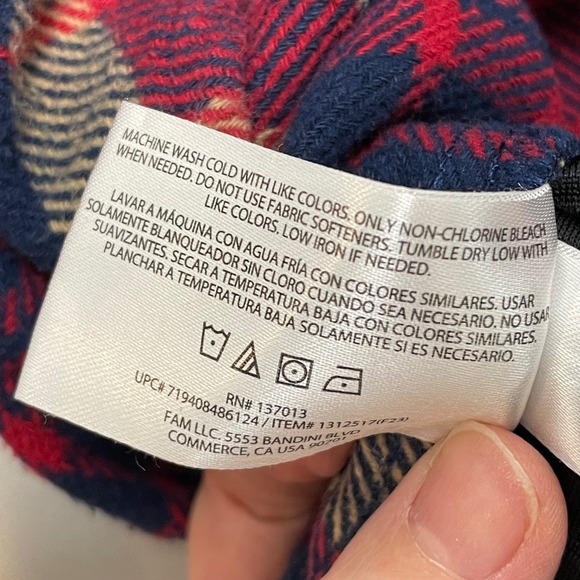 MACHINE WASH COLD WITH LIKE COLORS. ONLY NON-CHLORINE BLEACH
WHEN NEEDED. DO NOT USE FABRIC SOFTENERS. TUMBLE DRY LOW WITH
LIKE COLORS. LOW IRON IF NEEDED.
LAVAR A MÁQUINA CON AGUA FRÍA CON COLORES SIMILARES. USAR
SOLAMENTE BLANQUEADOR SIN CLORO CUANDO SEA NECESARIO. NO USAR
SUAVIZANTES. SECAR A TEMPERATURA BAJA CON COLORES SIMILARES.
PLANCHAR A TEMPERATURA BAJA SOLAMENTE SI ES NECESARIO.
RN# 137013
UPC# 719408486124 / ITEM# 1312517(F23)
FAM LLC. 5553 BANDINI BLVD
COMMERCE, CA USA 90201